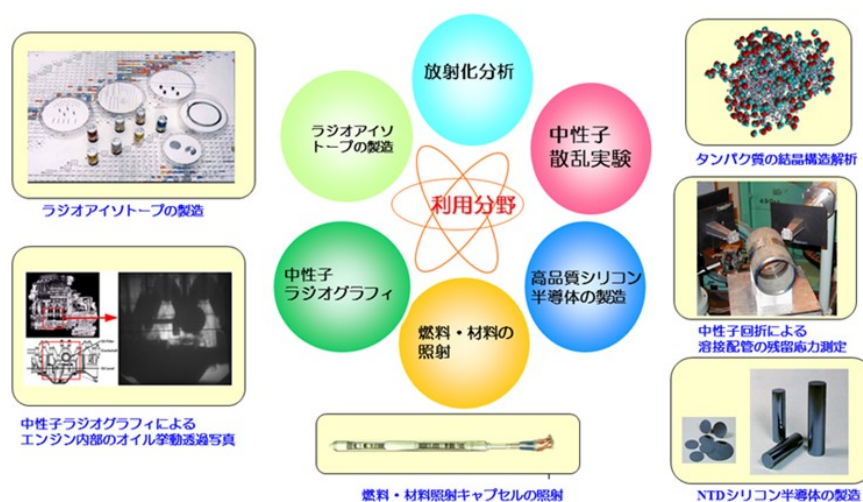 放射化分析
ラジオアイソ
トープの製造
中性子
散乱実験
利用分野
中性子
ラジオグラフィ
高品質シリコン
半導体の製造
燃料・材料の
照射
ラジオアイソトープの製造
タンパク質の結晶構造解析
中性子回折による
溶接配管の残留応力測定
中性子ラジオグラフィによる
エンジン内部のオイル挙動透過写真
燃料・材料照射キャプセルの照射
NTDシリコン半導体の製造